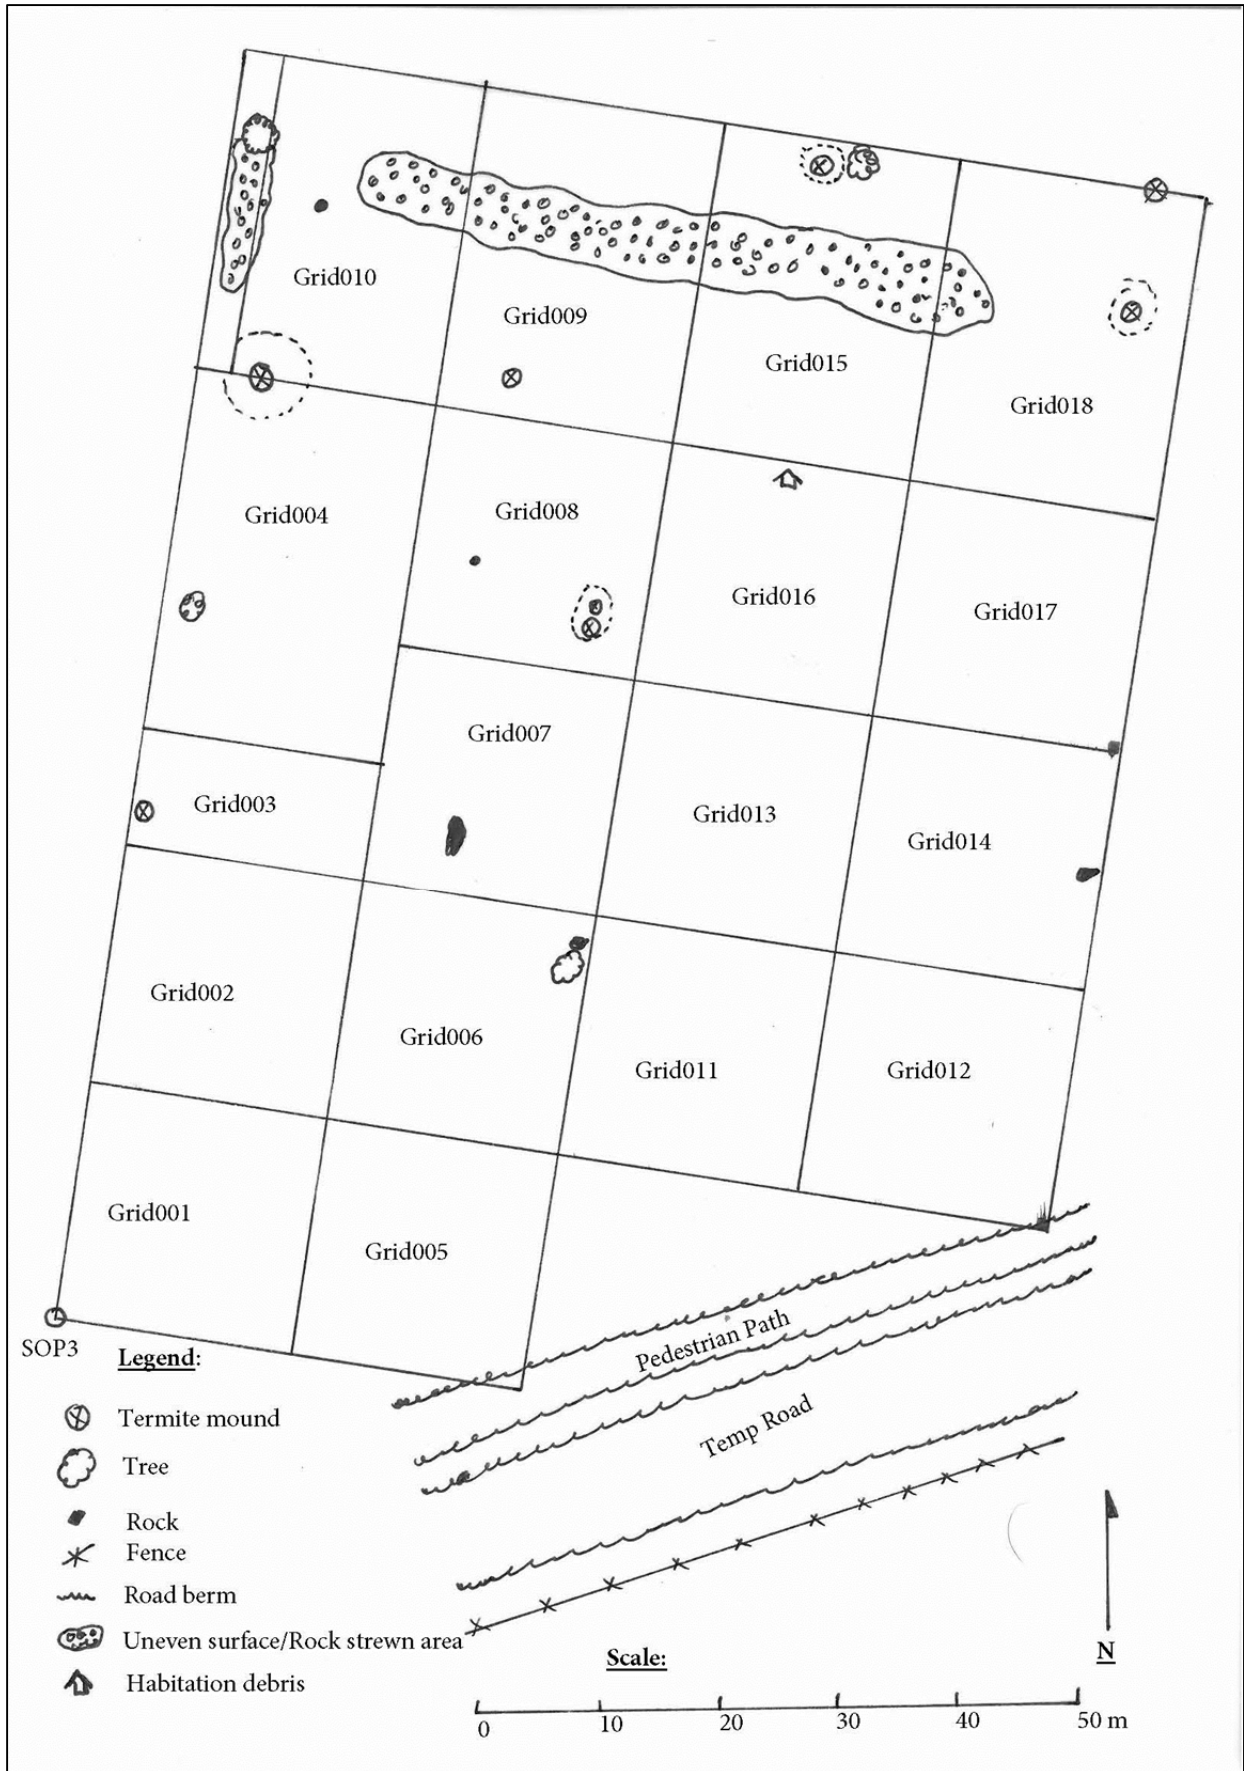 Grid010
Grid009
Grid015
Grid018
Grid004
Grid008
Grid016
Grid017
Grid007
Grid003
Grid013
Grid014
Grid002
Grid006
Grid011
Grid012
Grid001
Grid005
SOP3
Pedestrian Path
Temp Road
Legend:
Termite mound
Tree
Rock
Fence
Road berm
Uneven surface/Rock strewn area
Habitation debris
N
Scale:
0 10 20 30 40 50 m